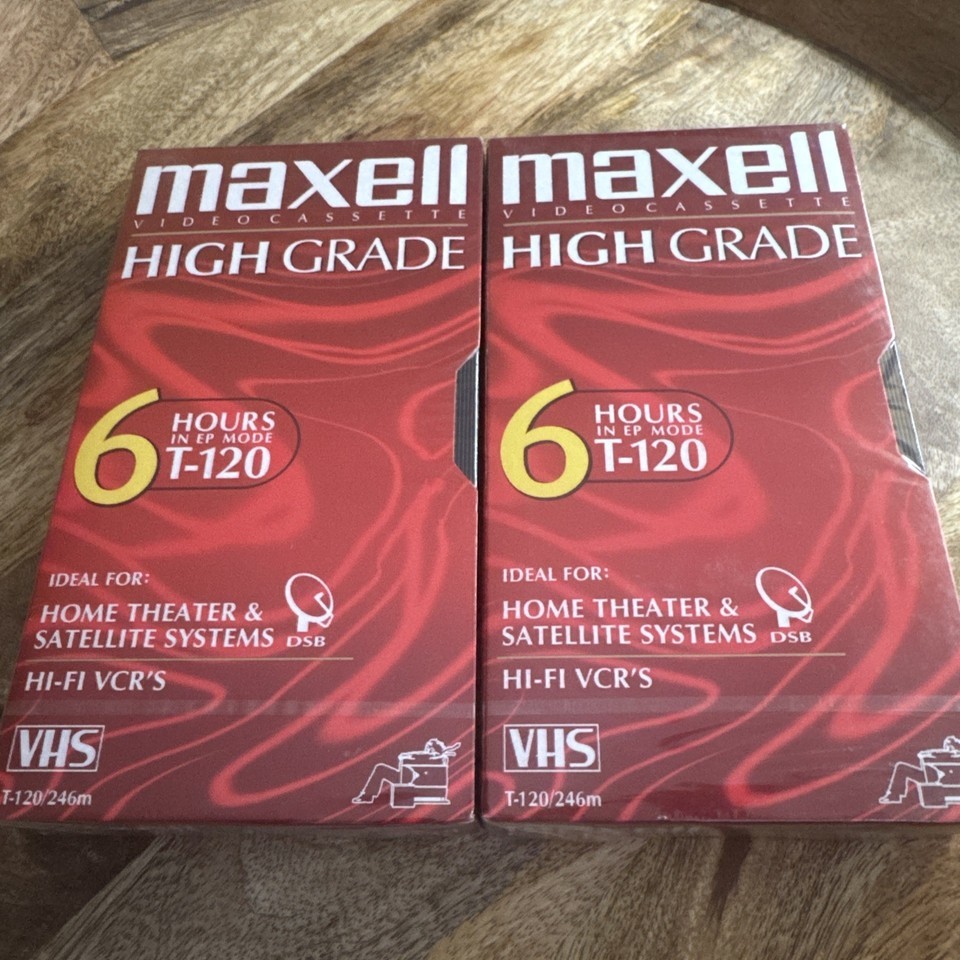 maxell
VIDEOCASSETTE
HIGH GRADE
6 HOURS
IN EP MODE
T-120
IDEAL FOR:
HOME THEATER &
SATELLITE SYSTEMS
DSB
HI-FI VCR'S
VHS
T-120/246m
maxell
VIDEOCASSETTE
HIGH GRADE
6 HOURS
IN EP MODE
T-120
IDEAL FOR:
HOME THEATER &
SATELLITE SYSTEMS
DSB
HI-FI VCR'S
VHS
T-120/246m